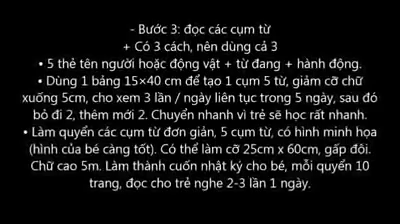 - Bước 3: đọc các cụm từ
+ Có 3 cách, nên dùng cả 3
• 5 thẻ tên người hoặc động vật + từ đang + hành động.
• Dùng 1 bảng 15×40 cm để tạo 1 cụm 5 từ, giảm cỡ chữ
xuống 5cm, cho xem 3 lần / ngày liên tục trong 5 ngày, sau đó
bỏ đi 2, thêm mới 2. Chuyển nhanh vì trẻ sẽ học rất nhanh.
• Làm quyển các cụm từ đơn giản, 5 cụm từ, có hình minh họa
(hình của bé càng tốt). Có thể làm cỡ 25cm x 60cm, gấp đội.
Chữ cao 5m. Làm thành cuốn nhật ký cho bé, mỗi quyển 10
trang, đọc cho trẻ nghe 2-3 lần 1 ngày.